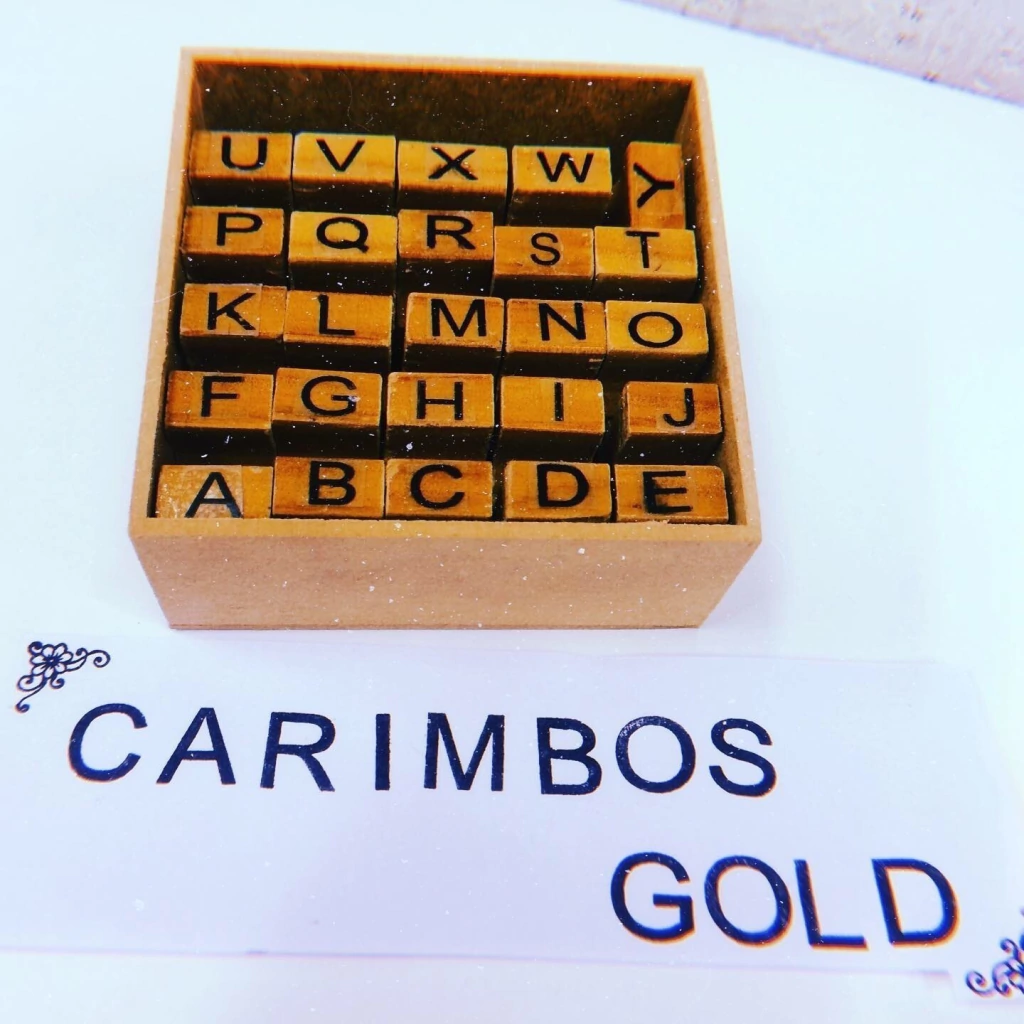 U V X W Y
P Q R S T
K L M N O
F G H I J
A B C D E
CARIMBOS
GOLD